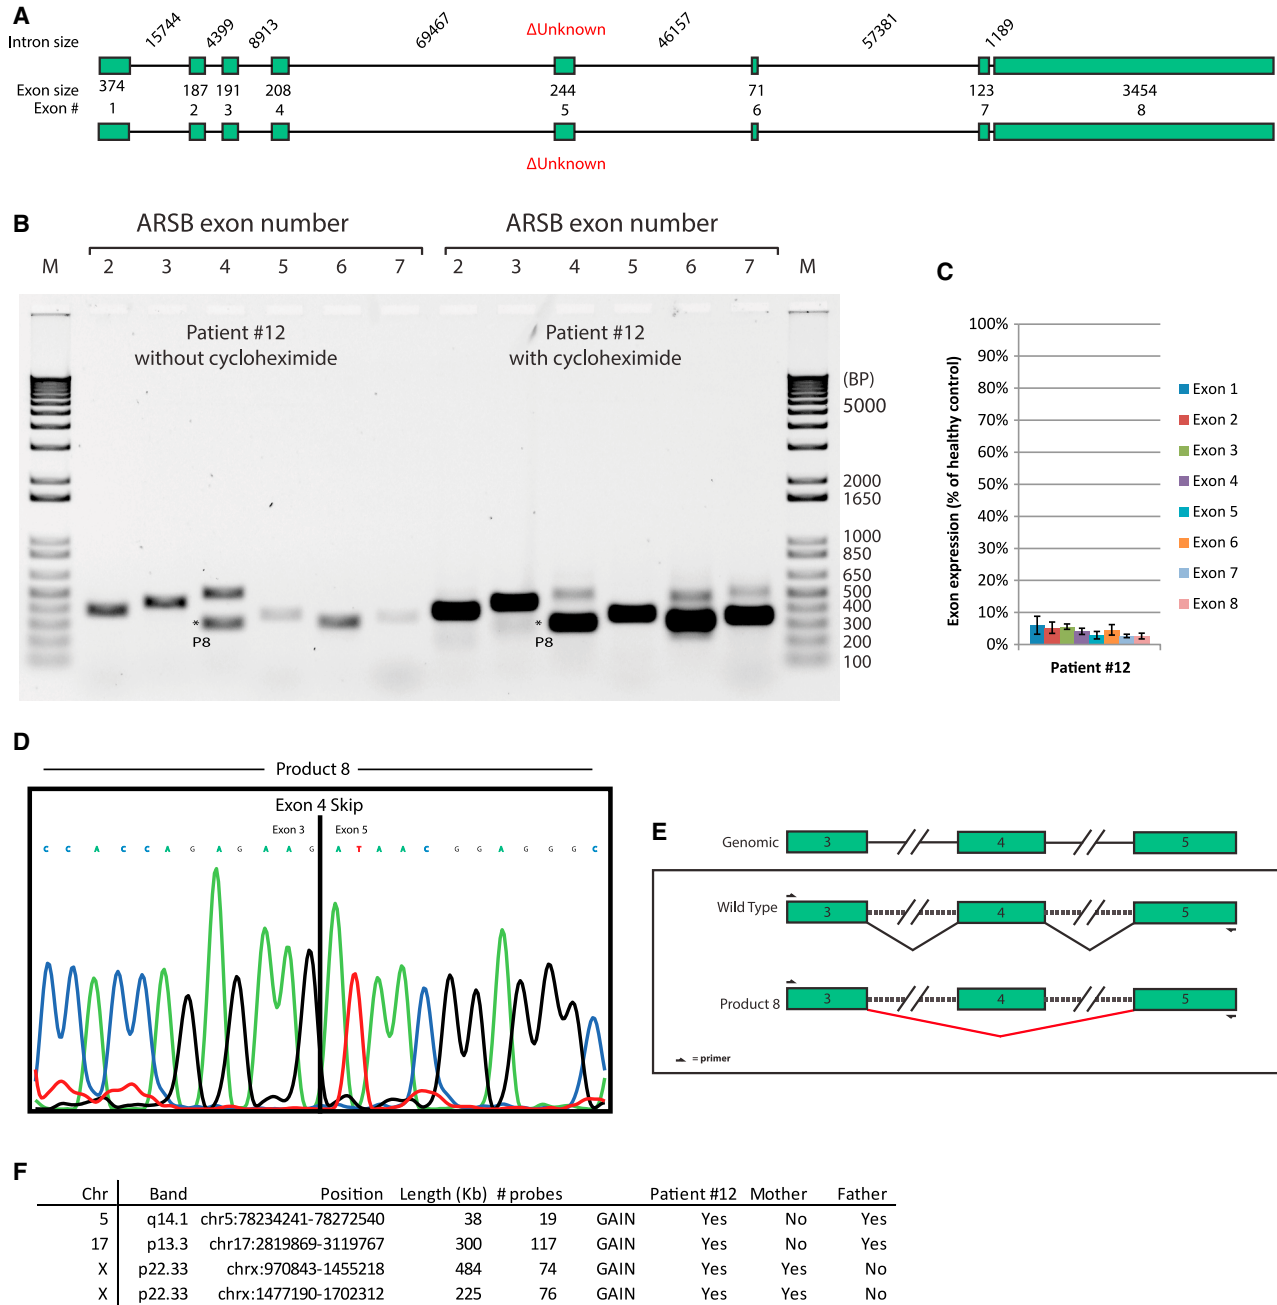 A
Intron size
15744 4399 8913 69467 ΔUnknown 46157 57381 1189
Exon size 374 187 191 208 244 71 123 3454
Exon # 1 2 3 4 5 6 7 8
ΔUnknown
B
ARSB exon number ARSB exon number
M 2 3 4 5 6 7 2 3 4 5 6 7 M
Patient #12
without cycloheximide
Patient #12
with cycloheximide
(BP)
5000
2000
1650
1000
850
650
500
400
300
200
100
*
P8
*
P8
C
Exon expression (% of healthy control)
100%
90%
80%
70%
60%
50%
40%
30%
20%
10%
0%
Patient #12
Exon 1
Exon 2
Exon 3
Exon 4
Exon 5
Exon 6
Exon 7
Exon 8
D
Product 8
Exon 4 Skip
Exon 3 Exon 5
C C A C C A G A G A A G A T A A C G G A G G G C
E
Genomic 3 4 5
Wild Type 3 4 5
Product 8 3 4 5
= primer
F
Chr Band Position Length (Kb) # probes Patient #12 Mother Father
5 q14.1 chr5:78234241-78272540 38 19 GAIN Yes No Yes
17 p13.3 chr17:2819869-3119767 300 117 GAIN Yes No Yes
X p22.33 chrx:970843-1455218 484 74 GAIN Yes Yes No
X p22.33 chrx:1477190-1702312 225 76 GAIN Yes Yes No